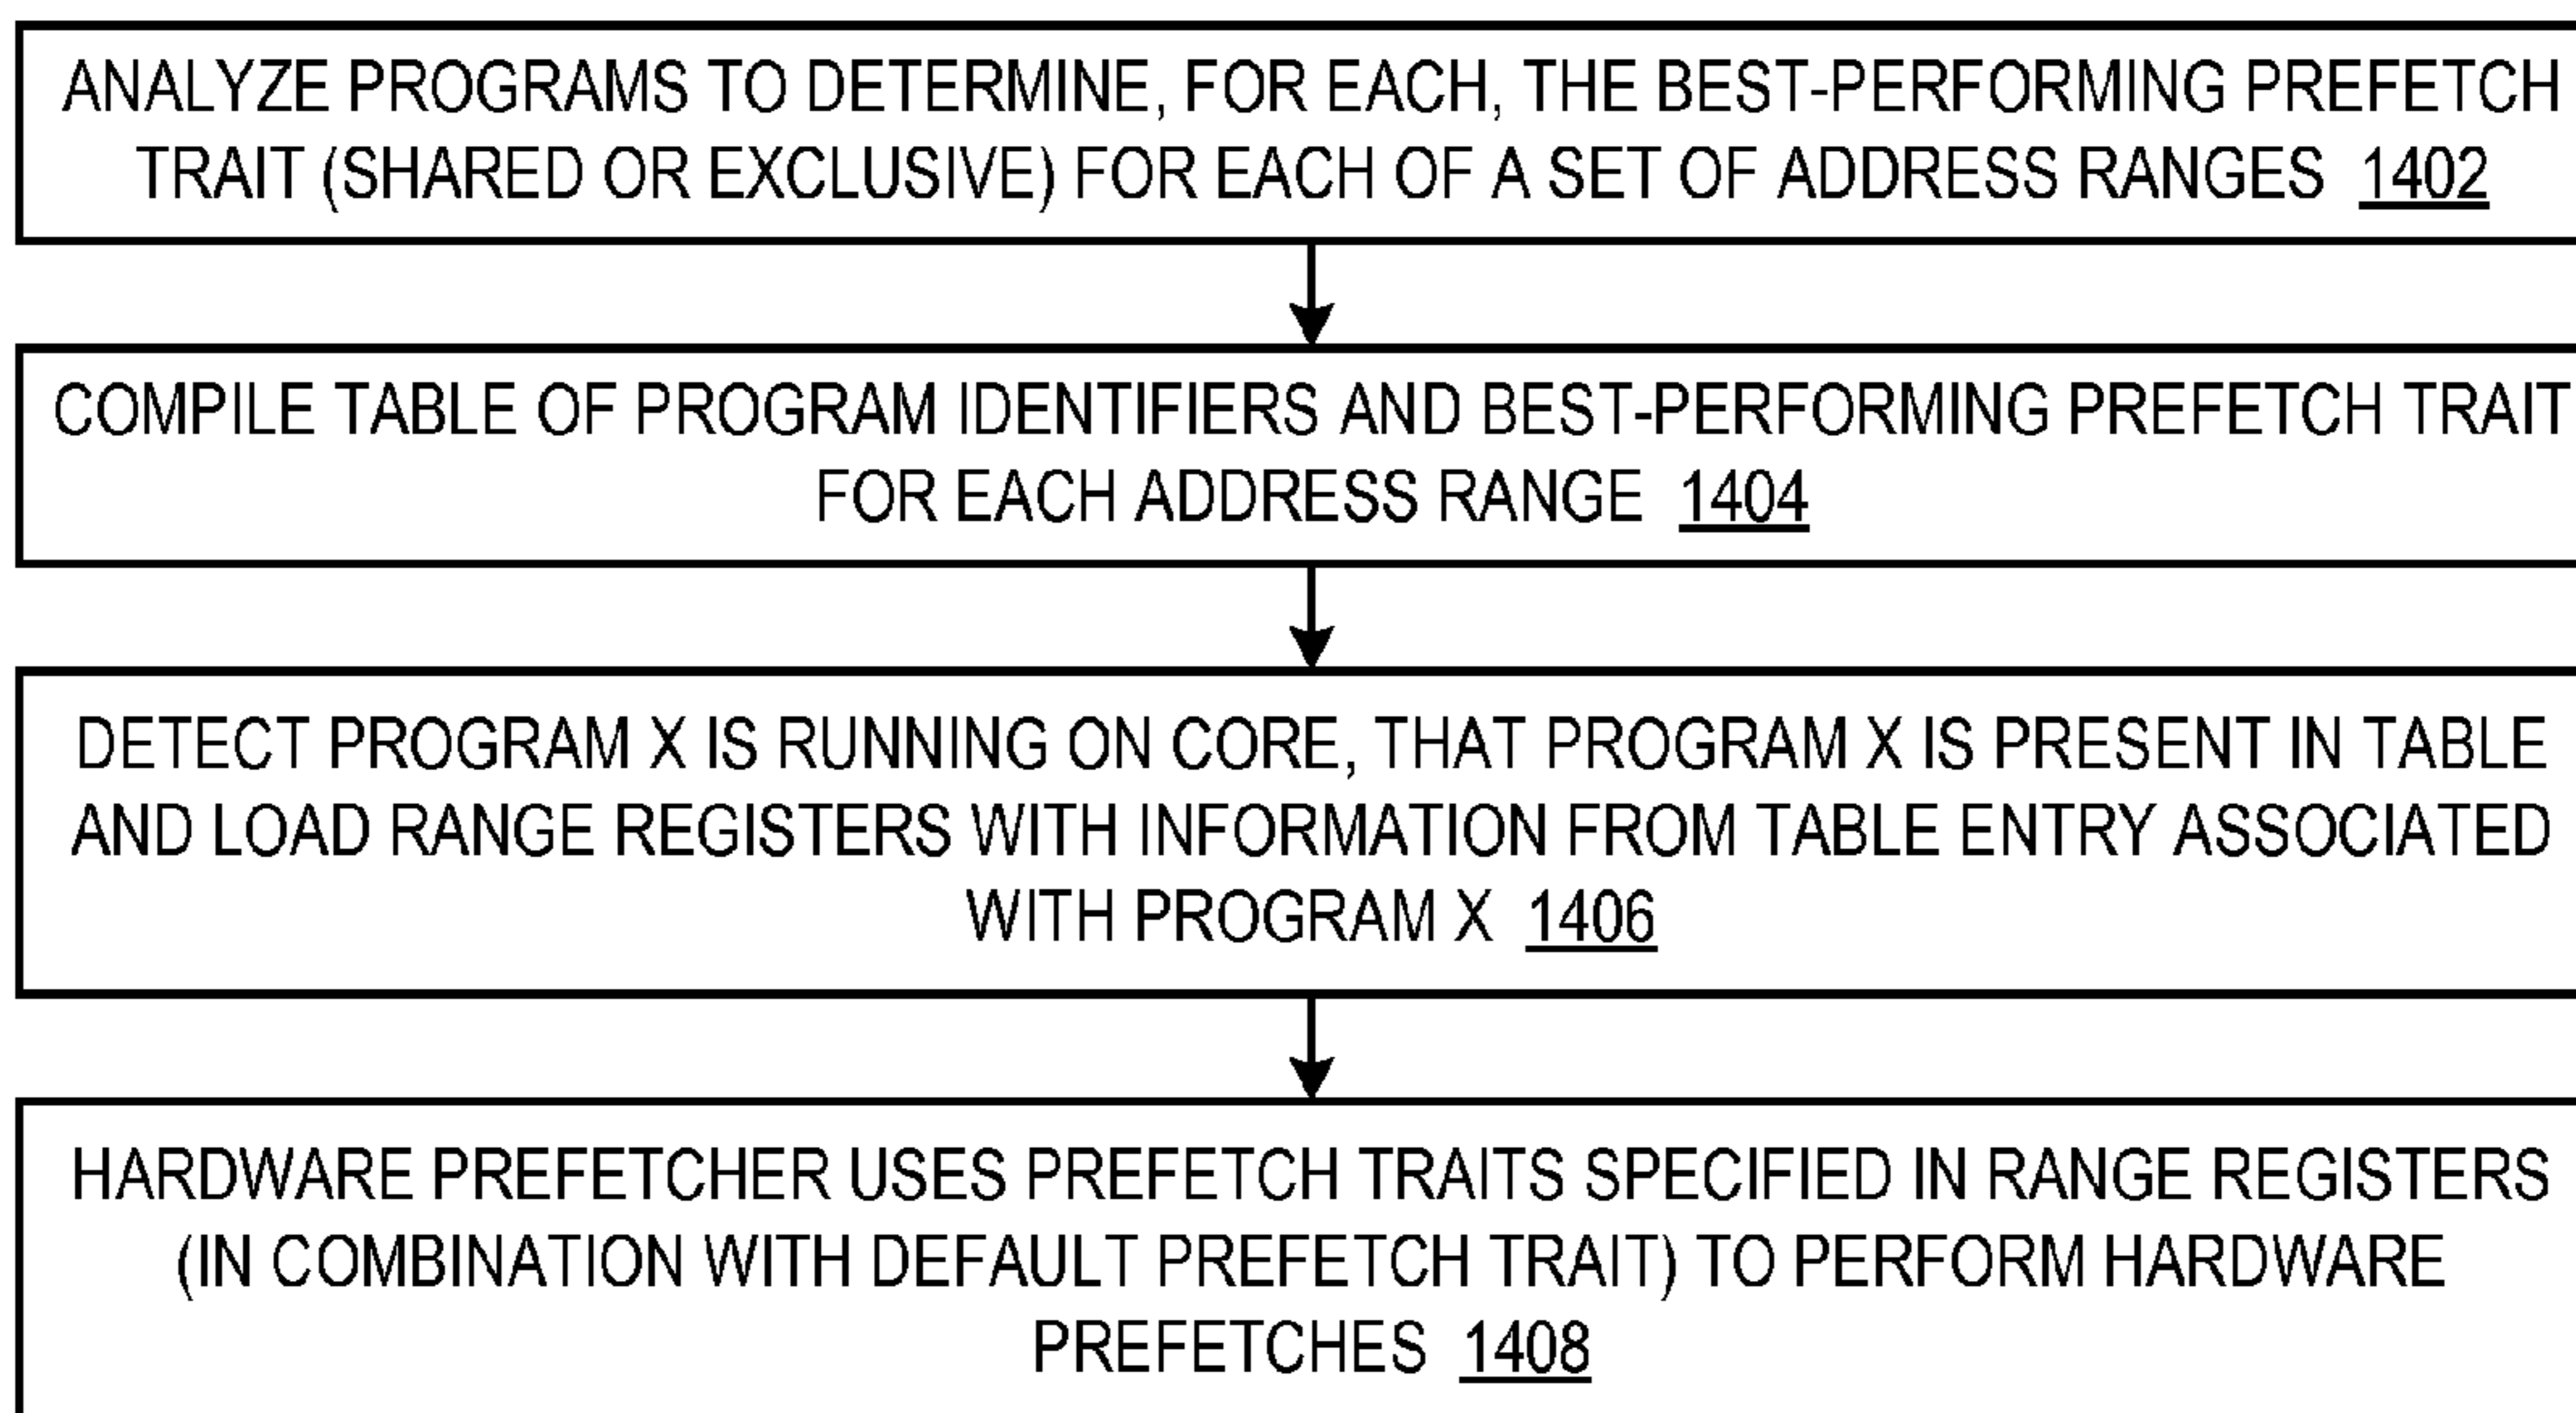 ANALYZE PROGRAMS TO DETERMINE, FOR EACH, THE BEST-PERFORMING PREFETCH
TRAIT (SHARED OR EXCLUSIVE) FOR EACH OF A SET OF ADDRESS RANGES 1402
COMPILE TABLE OF PROGRAM IDENTIFIERS AND BEST-PERFORMING PREFETCH TRAIT
FOR EACH ADDRESS RANGE 1404
DETECT PROGRAM X IS RUNNING ON CORE, THAT PROGRAM X IS PRESENT IN TABLE
AND LOAD RANGE REGISTERS WITH INFORMATION FROM TABLE ENTRY ASSOCIATED
WITH PROGRAM X 1406
HARDWARE PREFETCHER USES PREFETCH TRAITS SPECIFIED IN RANGE REGISTERS
(IN COMBINATION WITH DEFAULT PREFETCH TRAIT) TO PERFORM HARDWARE
PREFETCHES 1408